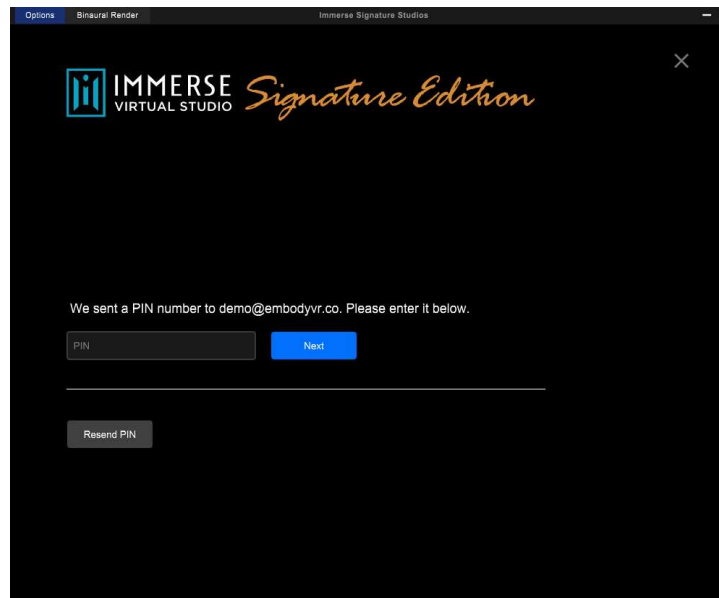 Options Binaural Render Immerse Signature Studios
IMMERSE
VIRTUAL STUDIO
Signature Edition
We sent a PIN number to demo@embodyvr.co. Please enter it below.
PIN Next
Resend PIN